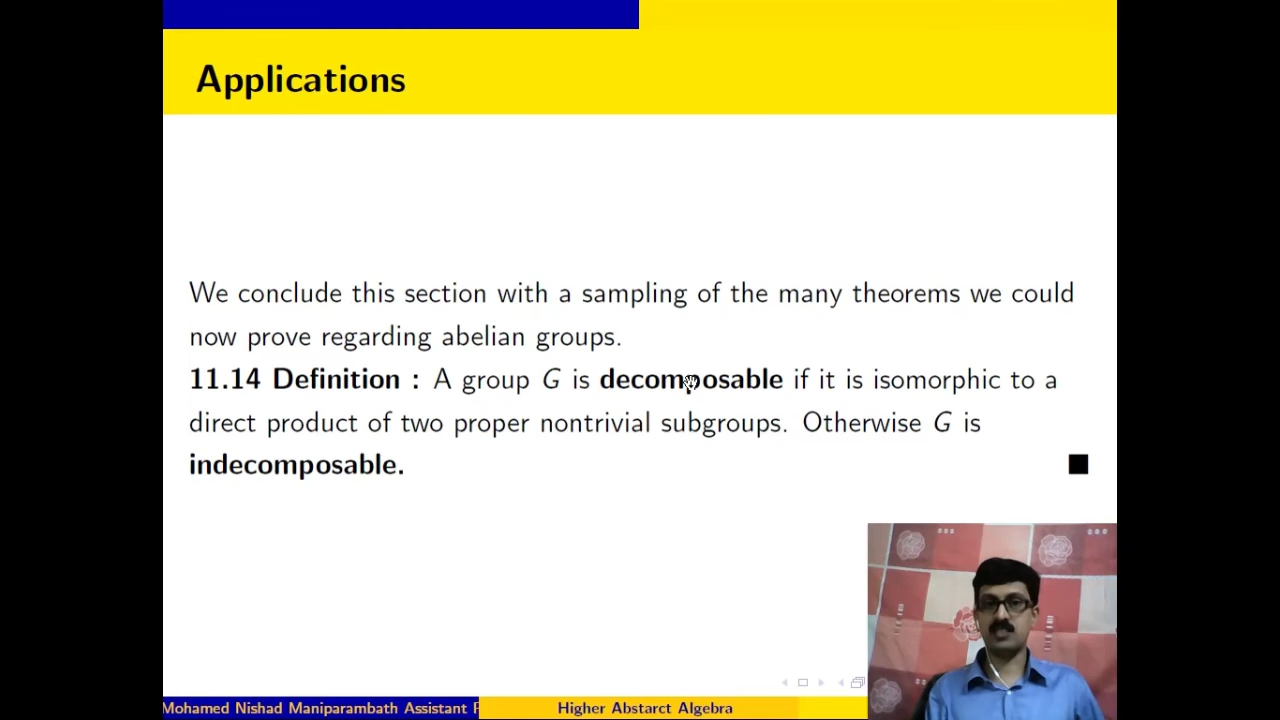 Applications
We conclude this section with a sampling of the many theorems we could
now prove regarding abelian groups.
11.14 Definition : A group G is decomposable if it is isomorphic to a
direct product of two proper nontrivial subgroups. Otherwise G is
indecomposable.
Mohamed Nishad Maniparambath Assistant P
Higher Abstarct Algebra